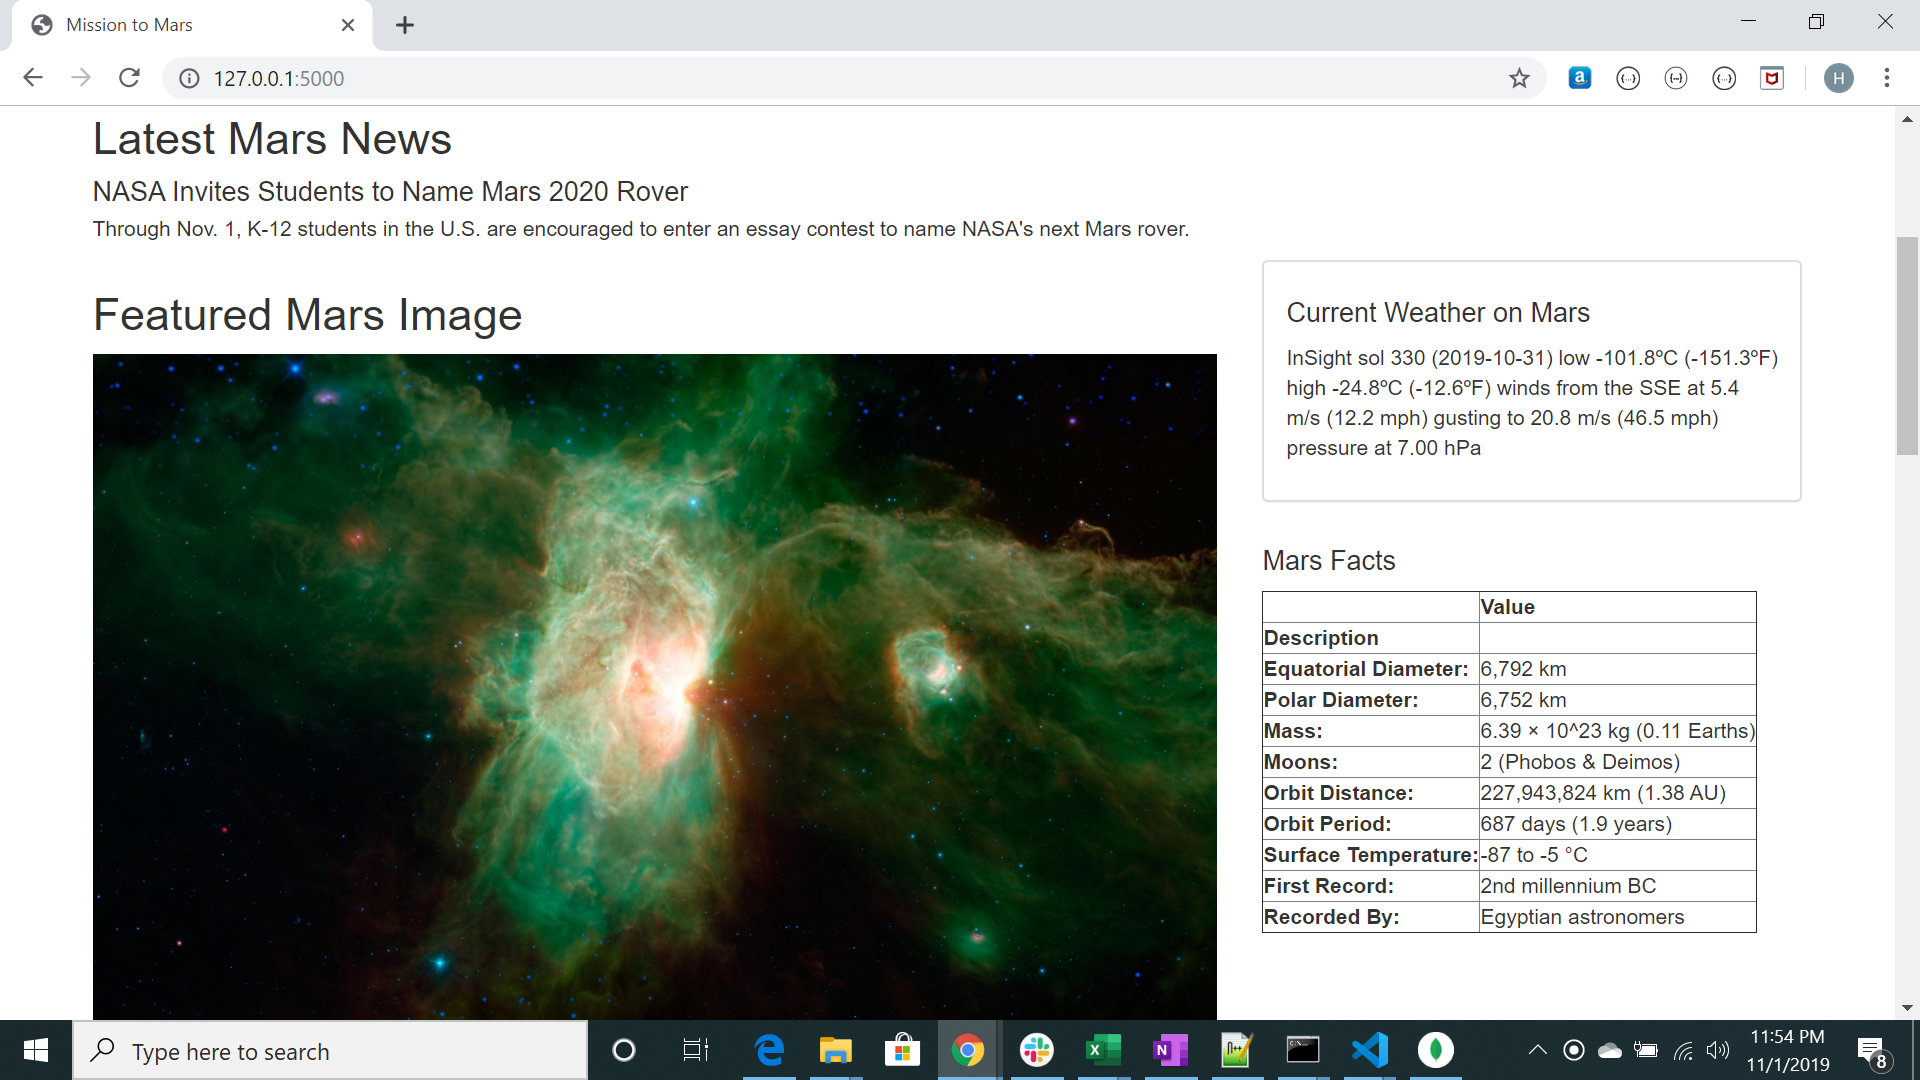 Mission to Mars
127.0.0.1:5000
H
Latest Mars News
NASA Invites Students to Name Mars 2020 Rover
Through Nov. 1, K-12 students in the U.S. are encouraged to enter an essay contest to name NASA's next Mars rover.
Featured Mars Image
Current Weather on Mars
InSight sol 330 (2019-10-31) low -101.8ºC (-151.3ºF)
high -24.8ºC (-12.6ºF) winds from the SSE at 5.4
m/s (12.2 mph) gusting to 20.8 m/s (46.5 mph)
pressure at 7.00 hPa
Mars Facts
Value
Description
Equatorial Diameter: 6,792 km
Polar Diameter: 6,752 km
Mass: 6.39 × 10^23 kg (0.11 Earths)
Moons: 2 (Phobos & Deimos)
Orbit Distance: 227,943,824 km (1.38 AU)
Orbit Period: 687 days (1.9 years)
Surface Temperature: -87 to -5 °C
First Record: 2nd millennium BC
Recorded By: Egyptian astronomers
Type here to search
11:54 PM
11/1/2019
8